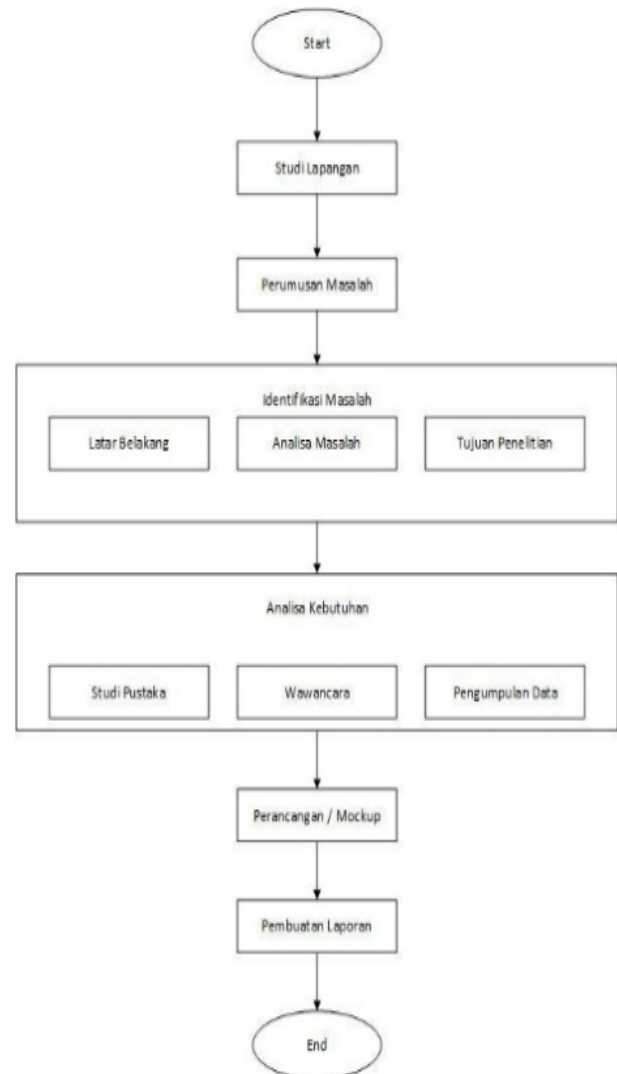 Start
Studi Lapangan
Perumusan Masalah
Identifikasi Masalah
Latar Belakang
Analisa Masalah
Tujuan Penelitian
Analisa Kebutuhan
Studi Pustaka
Wawancara
Pengumpulan Data
Perancangan / Mockup
Pembuatan Laporan
End